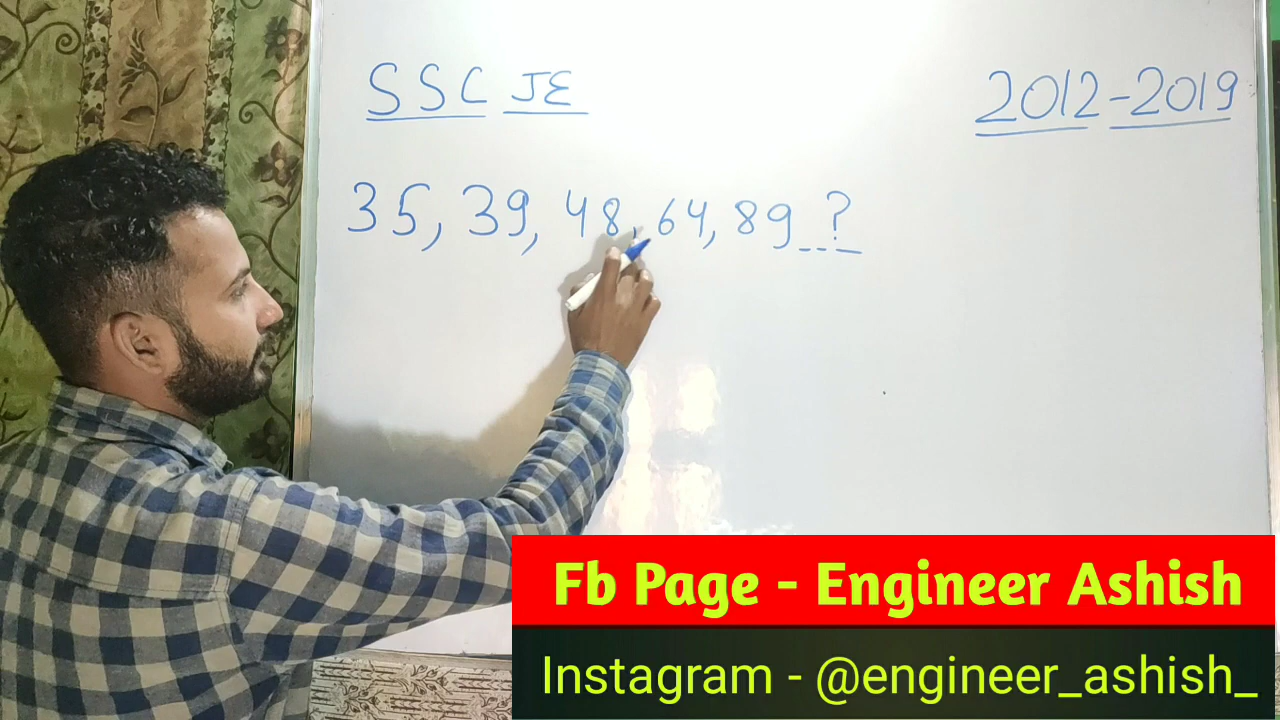 SSC JE
2012-2019
35, 39, 48, 64, 89 ?
Fb Page - Engineer Ashish
Instagram - @engineer_ashish_